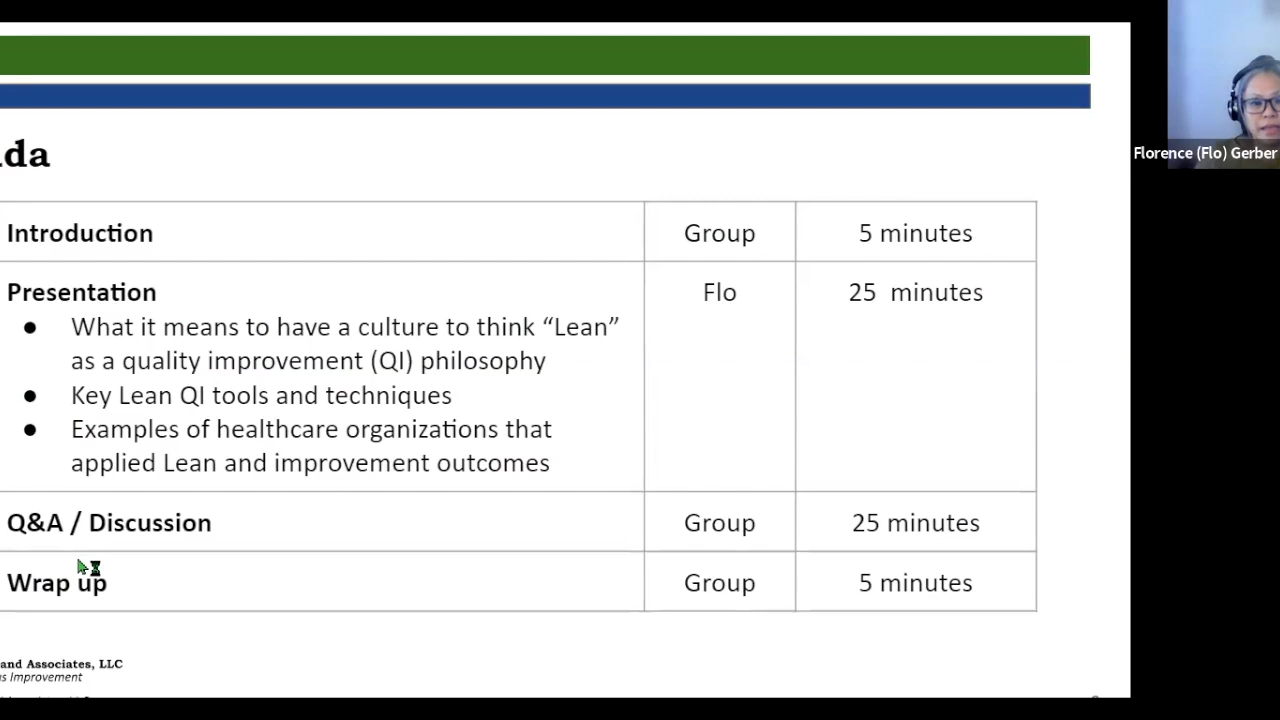 da
Florence (Flo) Gerber
Introduction Group 5 minutes
Presentation Flo 25 minutes
● What it means to have a culture to think “Lean”
as a quality improvement (QI) philosophy
● Key Lean QI tools and techniques
● Examples of healthcare organizations that
applied Lean and improvement outcomes
Q&A / Discussion Group 25 minutes
Wrap up Group 5 minutes
and Associates, LLC
Improvement